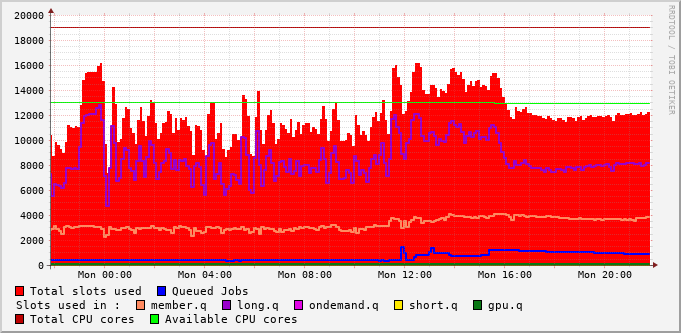 20000
18000
16000
14000
12000
10000
8000
6000
4000
2000
0
Mon 00:00 Mon 04:00 Mon 08:00 Mon 12:00 Mon 16:00 Mon 20:00
RRDTOOL / TOBI OETIKER
Total slots used Queued Jobs
Slots used in : member.q long.q ondemand.q short.q gpu.q
Total CPU cores Available CPU cores